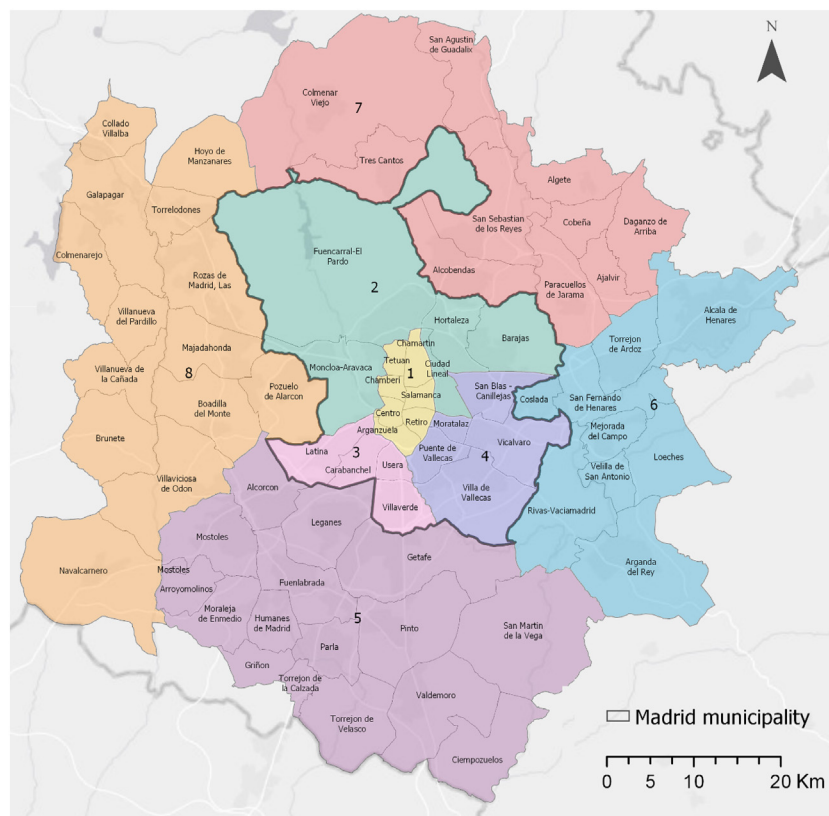 N
San Agustin
de Guadalix
Colmenar
Viejo
7
Collado
Villalba
Hoyo de
Manzanares
Tres Cantos
Algete
Galapagar
Torrelodones
San Sebastian
de los Reyes
Cobeña
Daganzo de
Arriba
Colmenarejo
Fuencarral-El
Pardo
Rozas de
Madrid, Las
Alcobendas
Paracuellos
de Jarama
Ajalvir
2
Villanueva
del Pardillo
Hortaleza
Barajas
Alcala de
Henares
Torrejon
de Ardoz
Majadahonda
Chamartin
Tetuan
Moncloa-Aravaca
Ciudad
Lineal
1
Villanueva de
la Cañada
8
Chamberi
Pozuelo
de Alarcon
San Blas -
Canillejas
Salamanca
Coslada
San Fernando
de Henares
6
Boadilla
del Monte
Centro
Retiro
Moratalaz
Arganzuela
Mejorada
del Campo
Brunete
Latina
3
Puente de
Vallecas
4
Vicalvaro
Loeches
Carabanchel
Usera
Velilla de
San Antonio
Villaviciosa
de Odon
Alcorcon
Villa de
Vallecas
Villaverde
Rivas-Vaciamadrid
Leganes
Mostoles
Getafe
Navalcarnero
Mostoles
Arganda
del Rey
Fuenlabrada
Arroyomolinos
Moraleja
de Enmedio
Humanes
de Madrid
5
Pinto
San Martin
de la Vega
Parla
Griñon
Torrejon de
la Calzada
Valdemoro
Torrejon de
Velasco
Ciempozuelos
Madrid municipality
0 5 10 20 Km